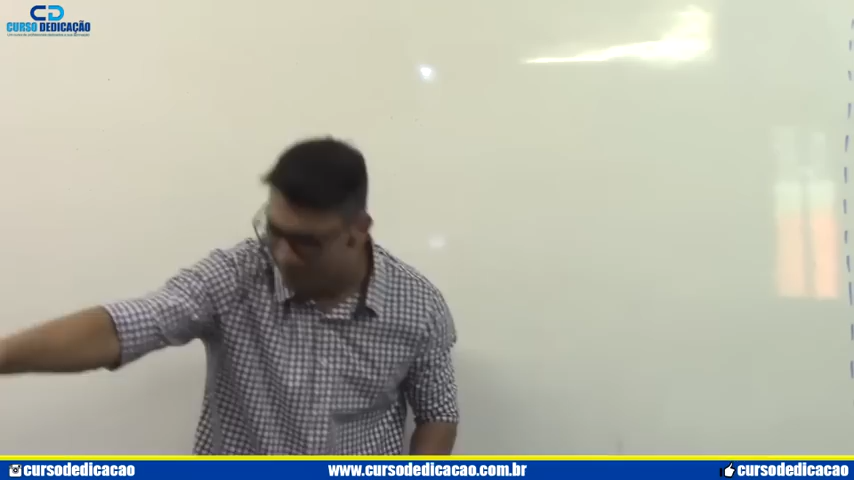 CD
CURSO DEDICAÇÃO
cursodedicacao
www.cursodedicacao.com.br
cursodedicacao